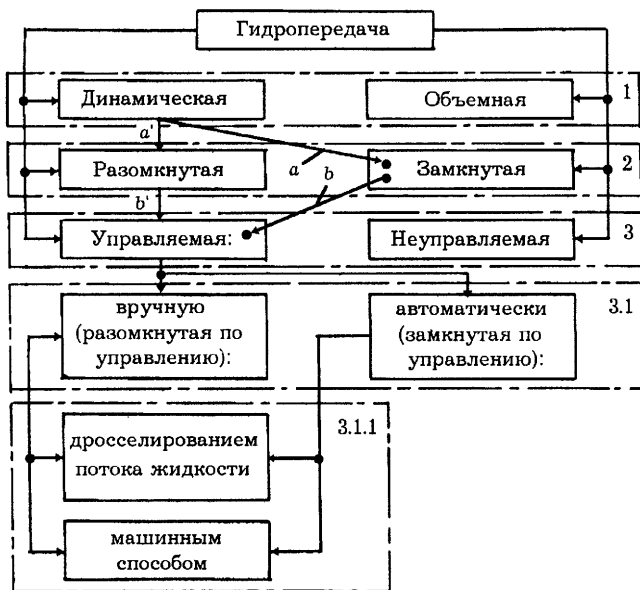 Гидропередача
Динамическая
Объемная
1
a'
Разомкнутая
a
b
Замкнутая
2
b'
Управляемая:
Неуправляемая
3
вручную
(разомкнутая по
управлению):
автоматически
(замкнутая по
управлению):
3.1
дросселированием
потока жидкости
3.1.1
машинным
способом